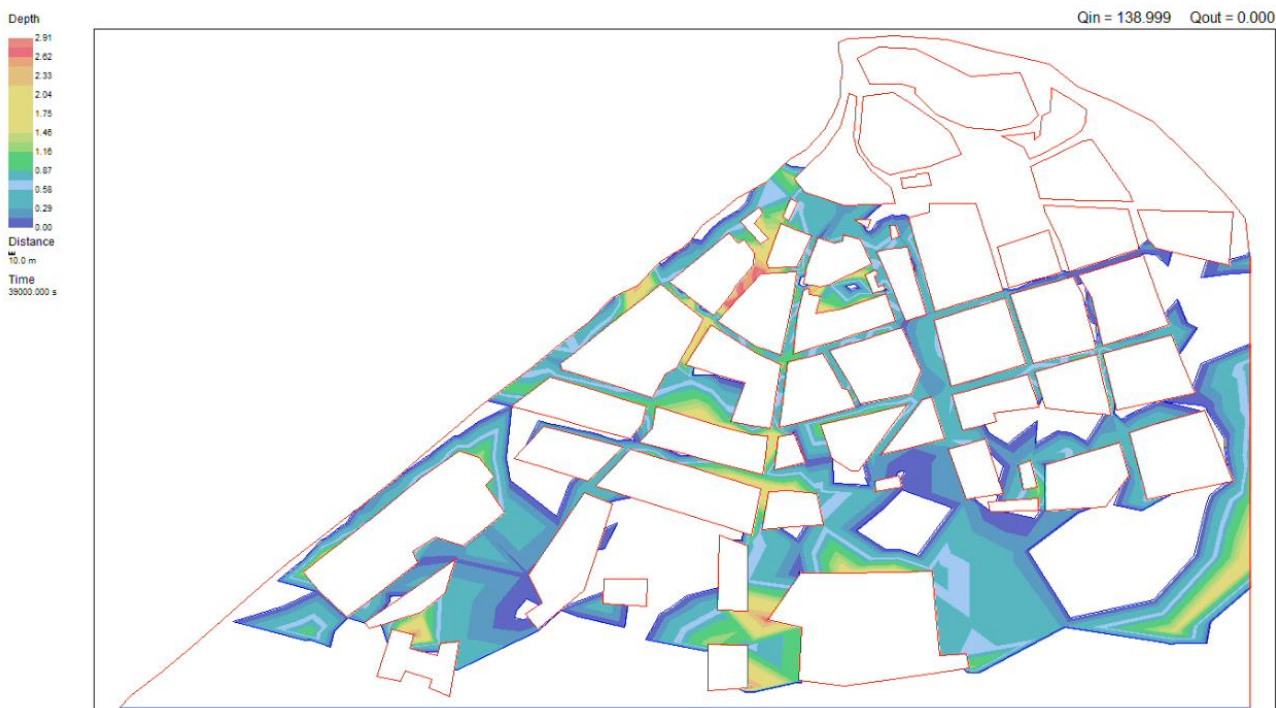 Qin = 138.999 Qout = 0.000
Depth
2.91
2.62
2.33
2.04
1.75
1.46
1.16
0.87
0.58
0.29
0.00
Distance
10.0 m
Time
39000.000 s